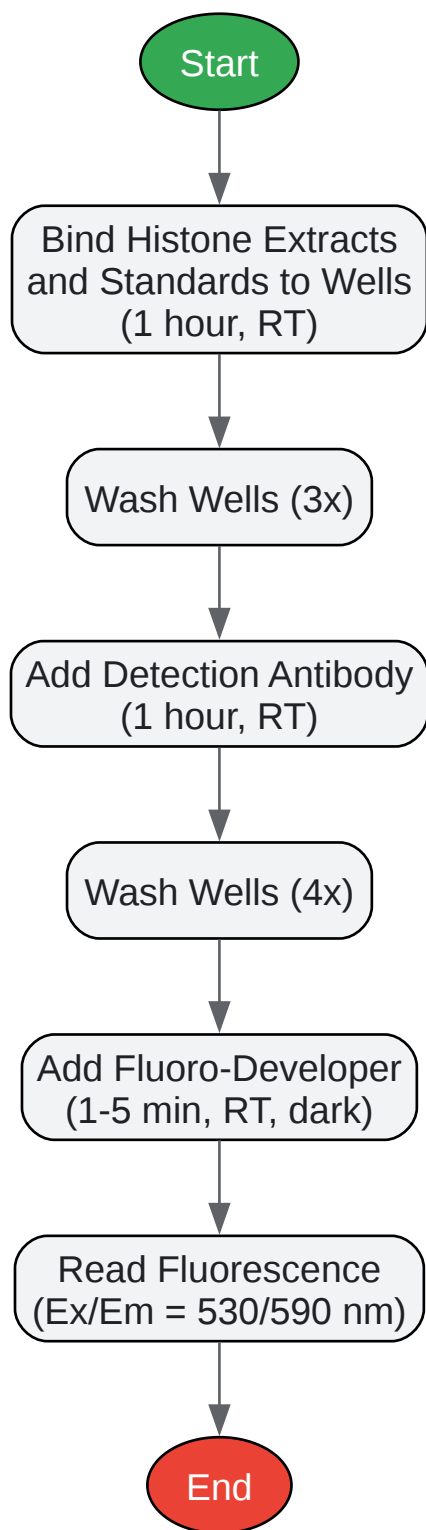 Start
Bind Histone Extracts
and Standards to Wells
(1 hour, RT)
Wash Wells (3x)
Add Detection Antibody
(1 hour, RT)
Wash Wells (4x)
Add Fluoro-Developer
(1-5 min, RT, dark)
Read Fluorescence
(Ex/Em = 530/590 nm)
End